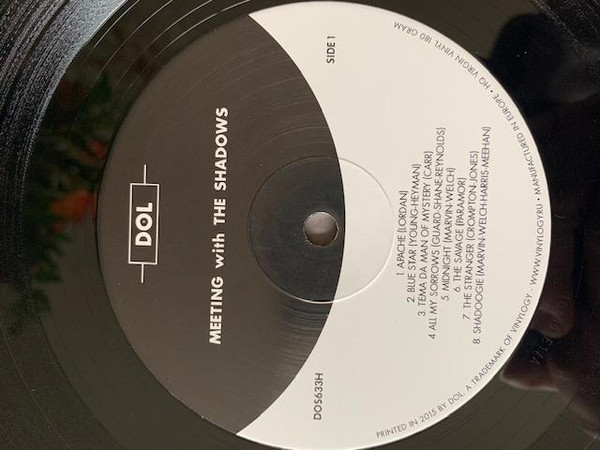 DOL
MEETING with THE SHADOWS
DOS633H
SIDE 1
1. APACHE (LORDAN)
2. BLUE STAR (YOUNG-HEYMAN)
3. TEMA DA MAN OF MYSTERY (CARR)
4 ALL MY SORROWS (GUARD-SHANE-REYNOLDS)
5. MIDNIGHT (MARVIN-WELCH)
6. THE SAVAGE (PARAMOR)
7. THE STRANGER (CROMPTON-JONES)
8. SHADOOGIE (MARVIN-WELCH-HARRIS-MEEHAN)
PRINTED IN 2015 BY DOL. A TRADEMARK OF VINYLOGY · WWW.VINYLOGY.RU • MANUFACTURED IN EUROPE • HQ VIRGIN VINYL 180 GRAM